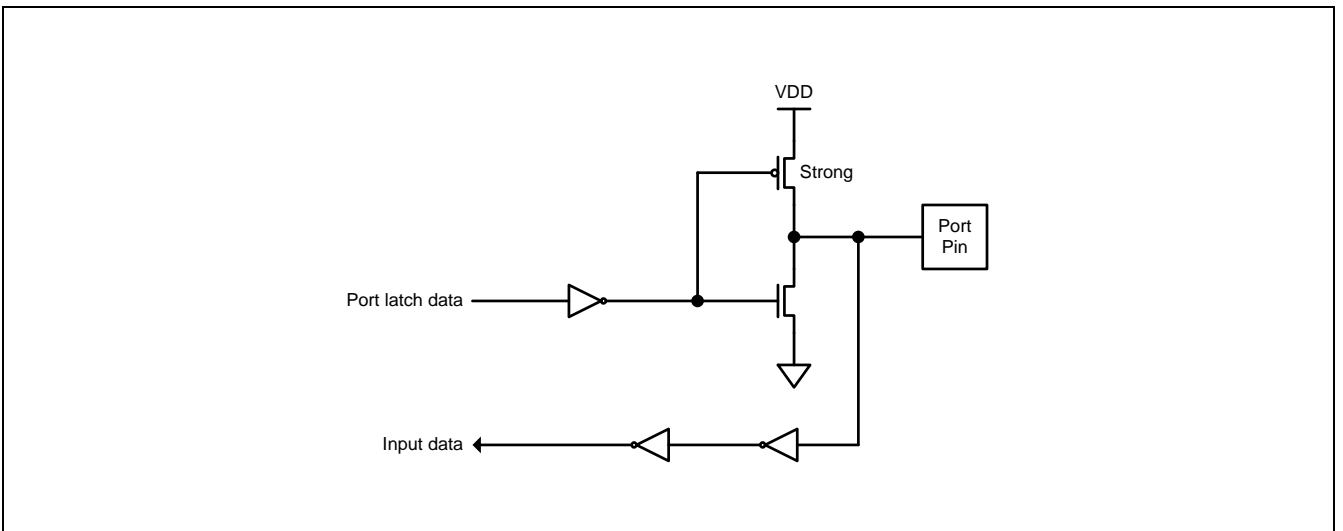 VDD
Strong
Port
Pin
Port latch data
Input data